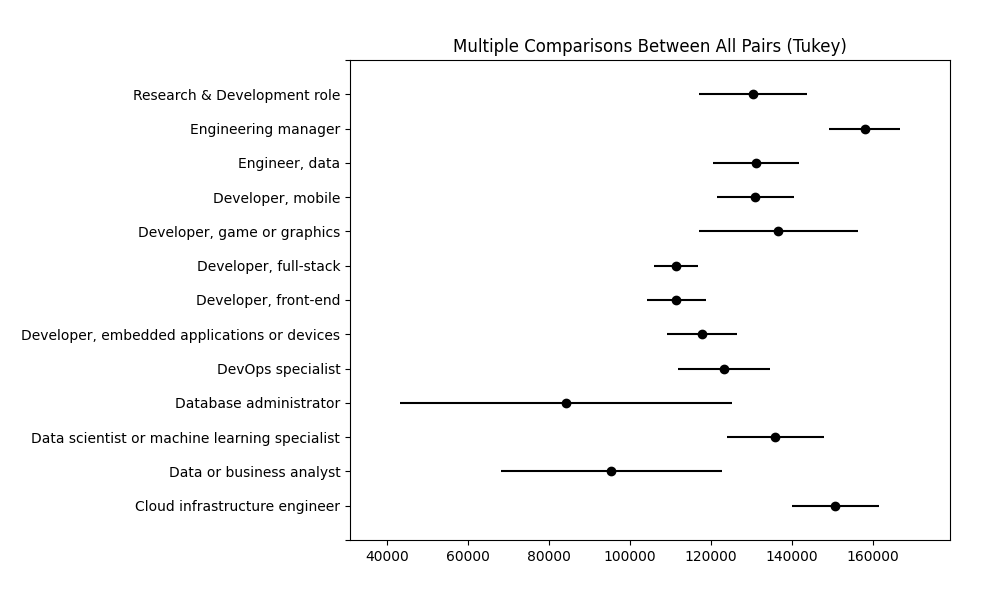 Multiple Comparisons Between All Pairs (Tukey)
Research & Development role
Engineering manager
Engineer, data
Developer, mobile
Developer, game or graphics
Developer, full-stack
Developer, front-end
Developer, embedded applications or devices
DevOps specialist
Database administrator
Data scientist or machine learning specialist
Data or business analyst
Cloud infrastructure engineer
40000 60000 80000 100000 120000 140000 160000